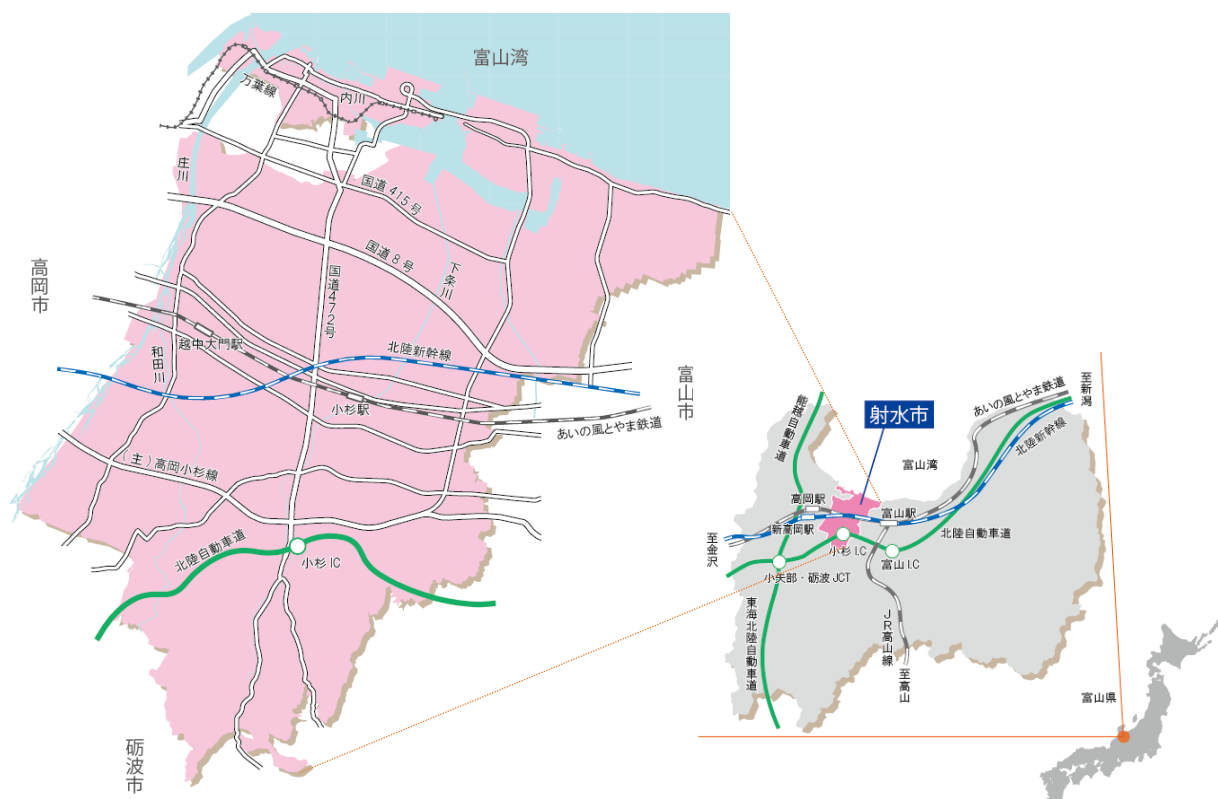 富山湾
万葉線
内川
庄川
国道415号
国道8号
下条川
高岡市
国道472号
越中大門駅
北陸新幹線
和田川
小杉駅
富山市
あいの風とやま鉄道
（主）高岡小杉線
北陸自動車道
小杉IC
砺波市
至新潟
あいの風とやま鉄道
能越自動車道
射水市
北陸新幹線
富山湾
高岡駅
富山駅
新高岡駅
北陸自動車道
至金沢
小杉I.C
富山I.C
小矢部・砺波JCT
東海北陸自動車道
JR高山線
至高山
富山県